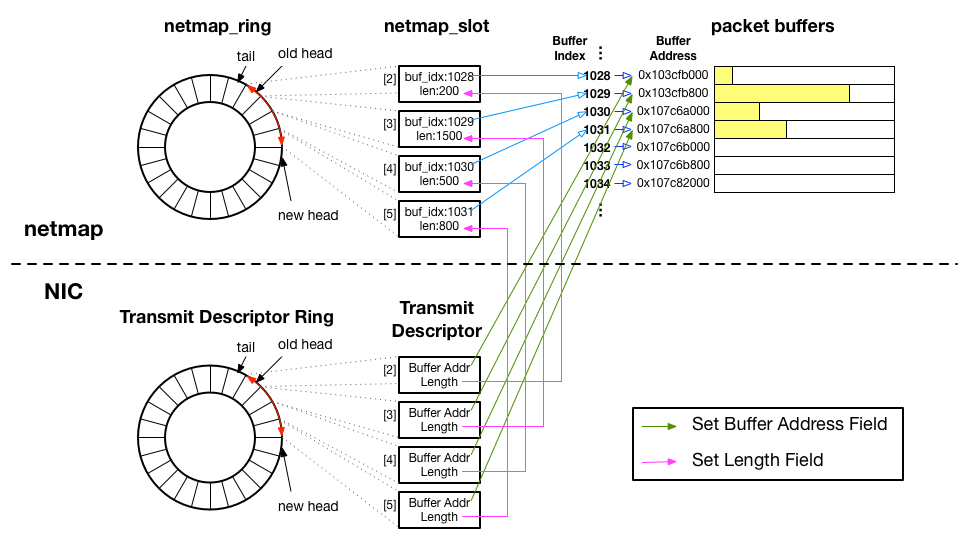 netmap_ring
netmap_slot
packet buffers
tail
old head
new head
netmap
[2]
buf_idx:1028
len:200
[3]
buf_idx:1029
len:1500
[4]
buf_idx:1030
len:500
[5]
buf_idx:1031
len:800
Buffer
Index
Buffer
Address
⋮
1028 0x103cfb000
1029 0x103cfb800
1030 0x107c6a000
1031 0x107c6a800
1032 0x107c6b000
1033 0x107c6b800
1034 0x107c82000
⋮
NIC
Transmit Descriptor Ring
tail
old head
new head
Transmit
Descriptor
[2]
Buffer Addr
Length
[3]
Buffer Addr
Length
[4]
Buffer Addr
Length
[5]
Buffer Addr
Length
Set Buffer Address Field
Set Length Field